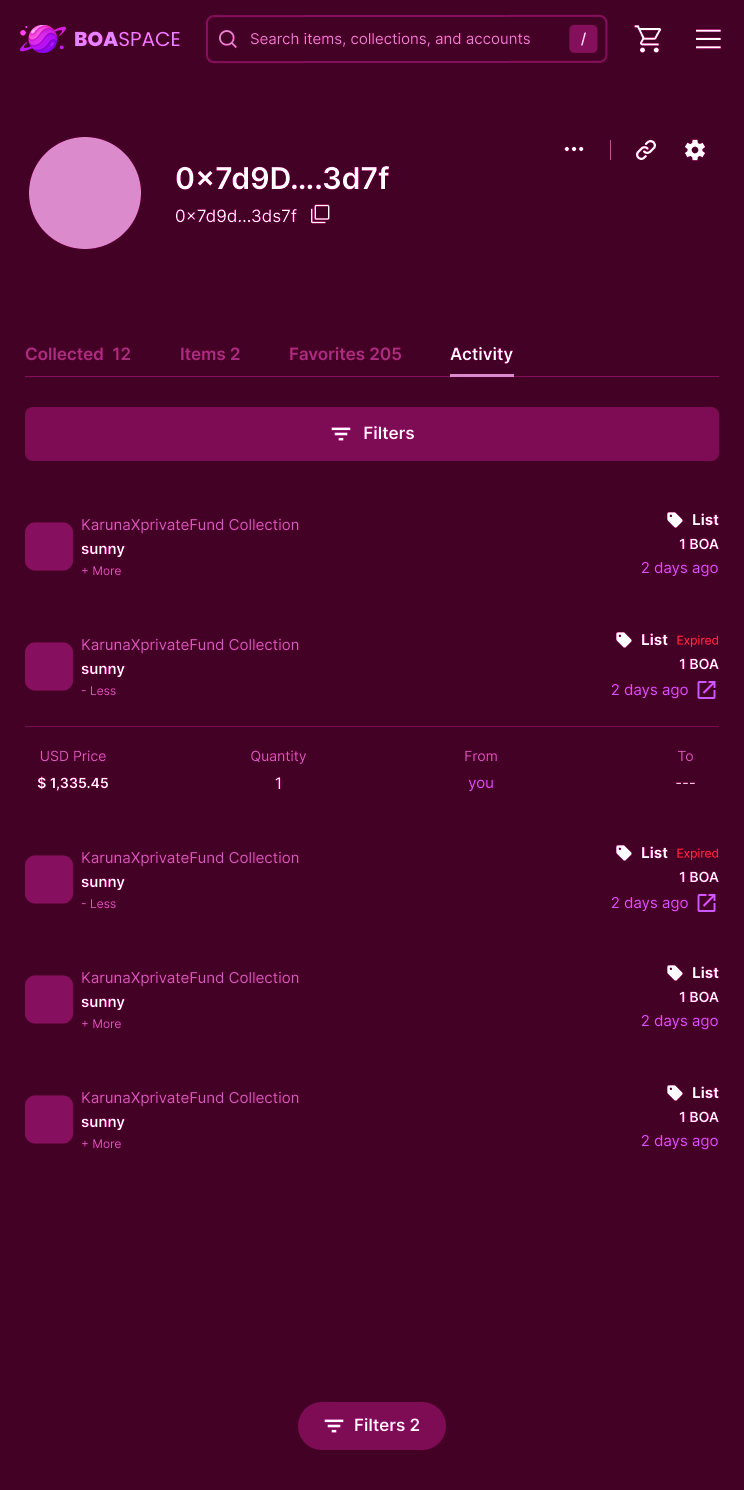 BOASPACE
Search items, collections, and accounts /
0x7d9D....3d7f
0x7d9d...3ds7f
Collected 12 Items 2 Favorites 205 Activity
Filters
KarunaXprivateFund Collection
sunny
+ More
List
1 BOA
2 days ago
KarunaXprivateFund Collection
sunny
- Less
List Expired
1 BOA
2 days ago
USD Price Quantity From To
$ 1,335.45 1 you ---
KarunaXprivateFund Collection
sunny
- Less
List Expired
1 BOA
2 days ago
KarunaXprivateFund Collection
sunny
+ More
List
1 BOA
2 days ago
KarunaXprivateFund Collection
sunny
+ More
List
1 BOA
2 days ago
Filters 2